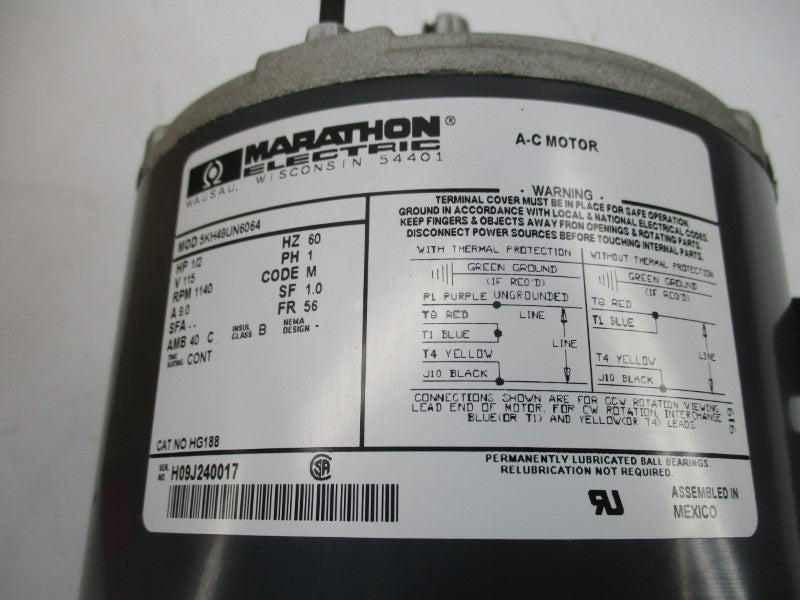 MARATHON®
ELECTRIC
WAUSAU, WISCONSIN 54401
A-C MOTOR
MOD 5KH49UN6064
HP 1/2 HZ 60
V 115 PH 1
RPM 1140 CODE M
A 9.0 SF 1.0
SFA -- FR 56
AMB 40 C INSUL CLASS B NEMA DESIGN -
TIME RATING CONT
CAT NO HG188
- WARNING -
TERMINAL COVER MUST BE IN PLACE FOR SAFE OPERATION.
GROUND IN ACCORDANCE WITH LOCAL & NATIONAL ELECTRICAL CODES.
KEEP FINGERS & OBJECTS AWAY FROM OPENINGS & ROTATING PARTS.
DISCONNECT POWER SOURCES BEFORE TOUCHING INTERNAL PARTS.
WITH THERMAL PROTECTION
GREEN GROUND
(IF REQ'D)
P1 PURPLE UNGROUNDED
T8 RED
LINE
T1 BLUE
T4 YELLOW
J10 BLACK
WITHOUT THERMAL PROTECTION
GREEN GROUND
(IF REQ'D)
T8 RED
T1 BLUE
LINE
T4 YELLOW
J10 BLACK
CONNECTIONS SHOWN ARE FOR CCW ROTATION VIEWING
LEAD END OF MOTOR. FOR CW ROTATION, INTERCHANGE
BLUE(OR T1) AND YELLOW(OR T4) LEADS.
616
SER. NO. H09J240017
SA
PERMANENTLY LUBRICATED BALL BEARINGS.
RELUBRICATION NOT REQUIRED.
RU
ASSEMBLED IN
MEXICO